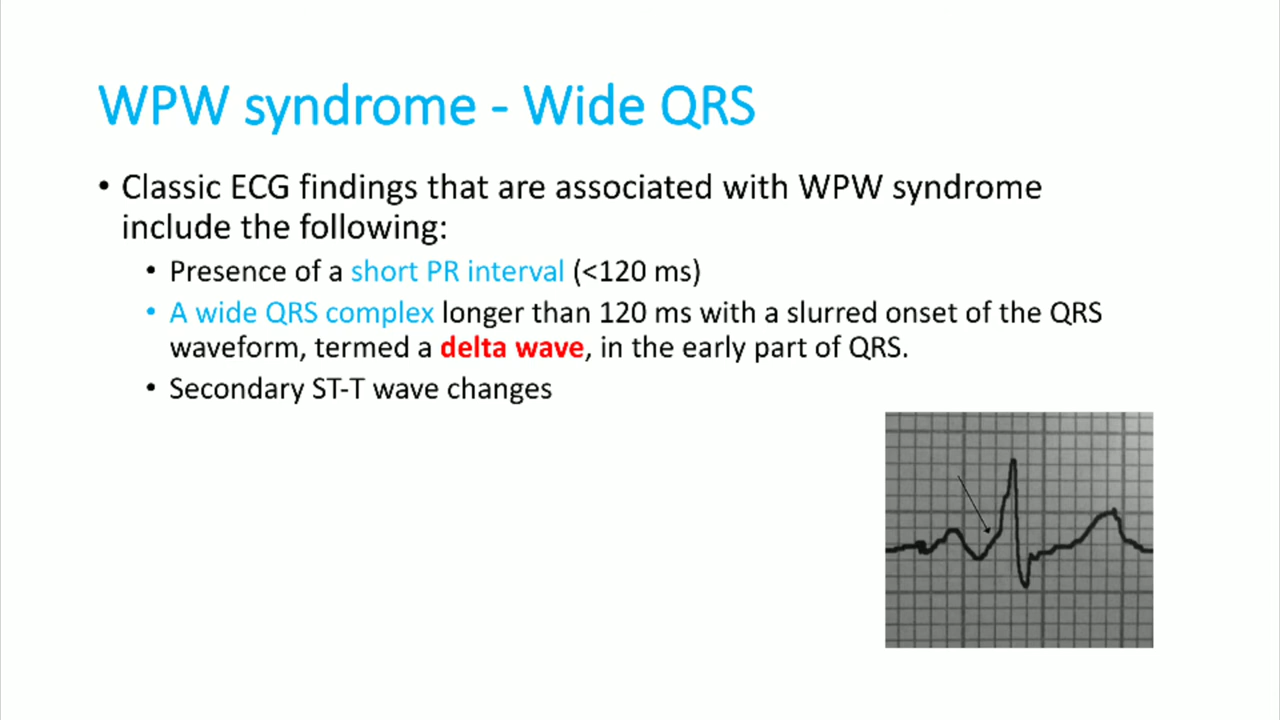 WPW syndrome - Wide QRS
• Classic ECG findings that are associated with WPW syndrome
include the following:
• Presence of a short PR interval (<120 ms)
• A wide QRS complex longer than 120 ms with a slurred onset of the QRS
waveform, termed a delta wave, in the early part of QRS.
• Secondary ST-T wave changes